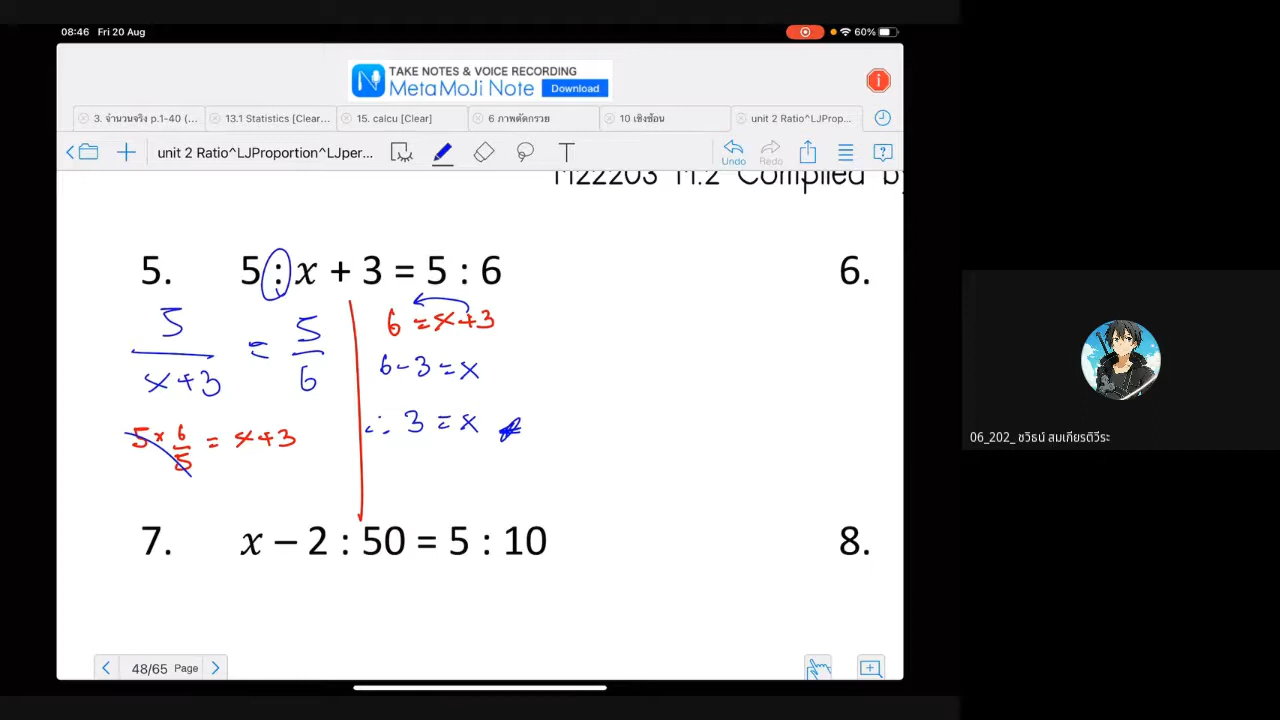 08:46 Fri 20 Aug
60%
TAKE NOTES & VOICE RECORDING
MetaMoJi Note Download
3. จำนวนจริง p.1-40 (...
13.1 Statistics [Clear...
15. calcu [Clear]
6 ภาพตัดกรวย
10 เชิงซ้อน
unit 2 Ratio^LJProp...
unit 2 Ratio^LJProportion^LJper...
T
Undo
Redo
M22203 M.2 Compiled by
5. 5 : x + 3 = 5 : 6
6.
5/(x+3) = 5/6
5 × 6/5 = x+3
6 = x+3
6 - 3 = x
∴ 3 = x
7. x − 2 : 50 = 5 : 10
8.
48/65 Page
06_202_ ชวิธน์ สมเกียรติวีระ